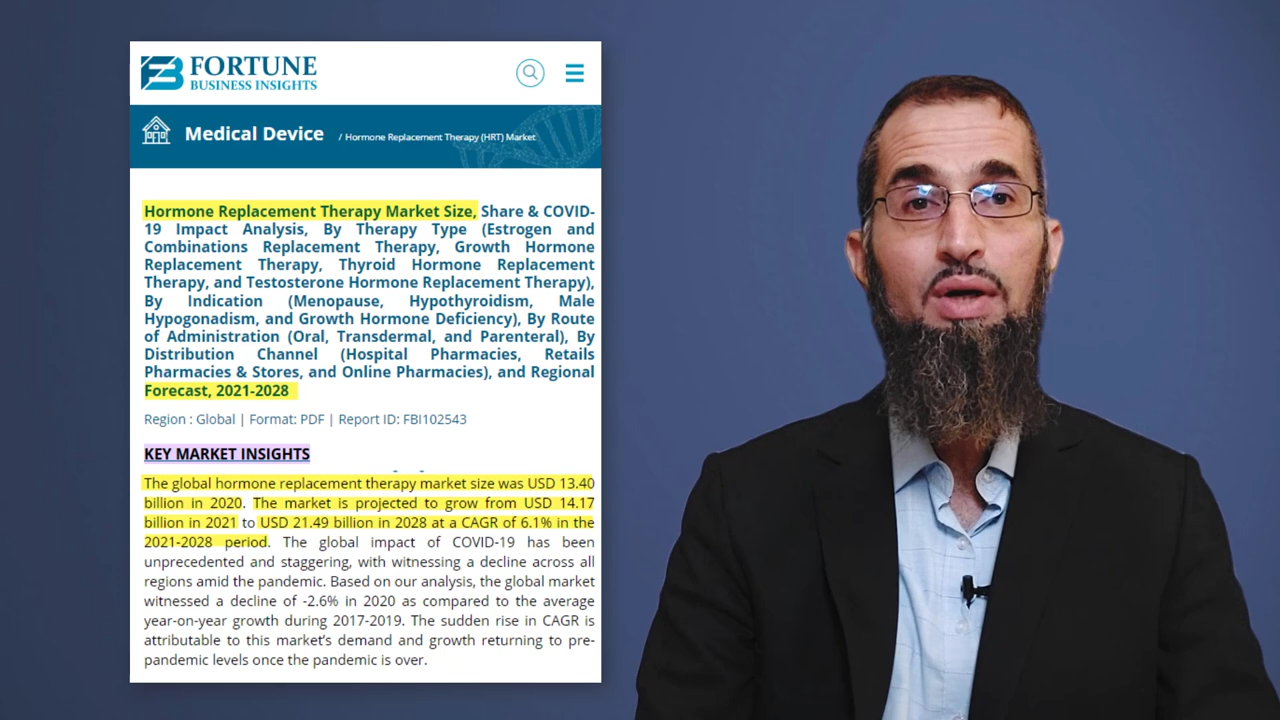 FORTUNE
BUSINESS INSIGHTS
Medical Device / Hormone Replacement Therapy (HRT) Market
Hormone Replacement Therapy Market Size, Share & COVID-
19 Impact Analysis, By Therapy Type (Estrogen and
Combinations Replacement Therapy, Growth Hormone
Replacement Therapy, Thyroid Hormone Replacement
Therapy, and Testosterone Hormone Replacement Therapy),
By Indication (Menopause, Hypothyroidism, Male
Hypogonadism, and Growth Hormone Deficiency), By Route
of Administration (Oral, Transdermal, and Parenteral), By
Distribution Channel (Hospital Pharmacies, Retails
Pharmacies & Stores, and Online Pharmacies), and Regional
Forecast, 2021-2028
Region : Global | Format: PDF | Report ID: FBI102543
KEY MARKET INSIGHTS
The global hormone replacement therapy market size was USD 13.40
billion in 2020. The market is projected to grow from USD 14.17
billion in 2021 to USD 21.49 billion in 2028 at a CAGR of 6.1% in the
2021-2028 period. The global impact of COVID-19 has been
unprecedented and staggering, with witnessing a decline across all
regions amid the pandemic. Based on our analysis, the global market
witnessed a decline of -2.6% in 2020 as compared to the average
year-on-year growth during 2017-2019. The sudden rise in CAGR is
attributable to this market's demand and growth returning to pre-
pandemic levels once the pandemic is over.